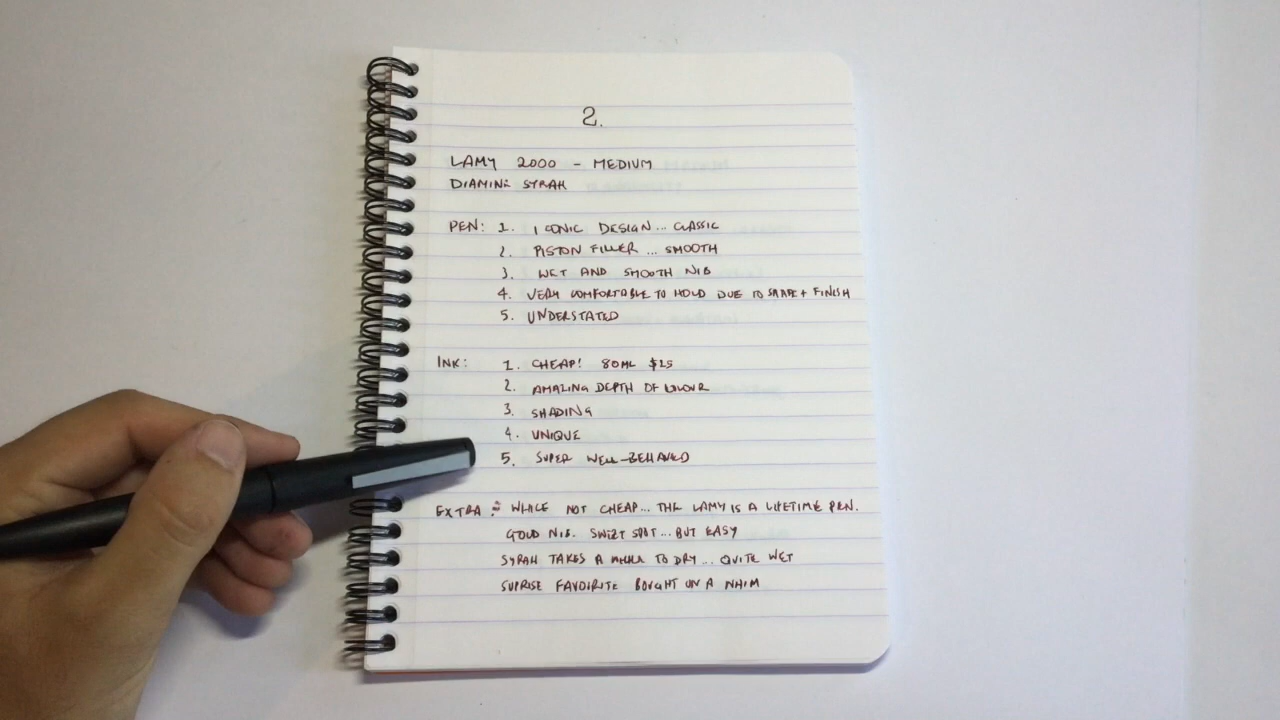 2.
LAMY 2000 - MEDIUM
DIAMINE SYRAH
PEN: 1. ICONIC DESIGN... CLASSIC
2. PISTON FILLER... SMOOTH
3. WET AND SMOOTH NIB
4. VERY COMFORTABLE TO HOLD DUE TO SHAPE + FINISH
5. UNDERSTATED
INK: 1. CHEAP! 80ML $15
2. AMAZING DEPTH OF COLOUR
3. SHADING
4. UNIQUE
5. SUPER WELL-BEHAVED
EXTRA: WHILE NOT CHEAP... THE LAMY IS A LIFETIME PEN.
GOLD NIB. SWEET SPOT... BUT EASY
SYRAH TAKES A WHILE TO DRY... QUITE WET
SUPRISE FAVOURITE BOUGHT ON A WHIM